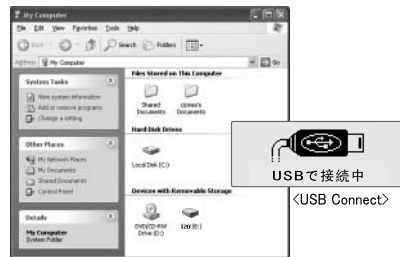 My Computer
File Edit View Favorites Tools Help
Back Search Folders
Address My Computer Go
System Tasks
View system information
Add or remove programs
Change a setting
Other Places
My Network Places
My Documents
Shared Documents
Control Panel
Details
My Computer
System Folder
Files Stored on This Computer
Shared Documents
Documents
Hard Disk Drives
Local Disk (C:)
Devices with Removable Storage
DVD/CD-RW Drive (D:)
T20 (E:)
USBで接続中
<USB Connect>